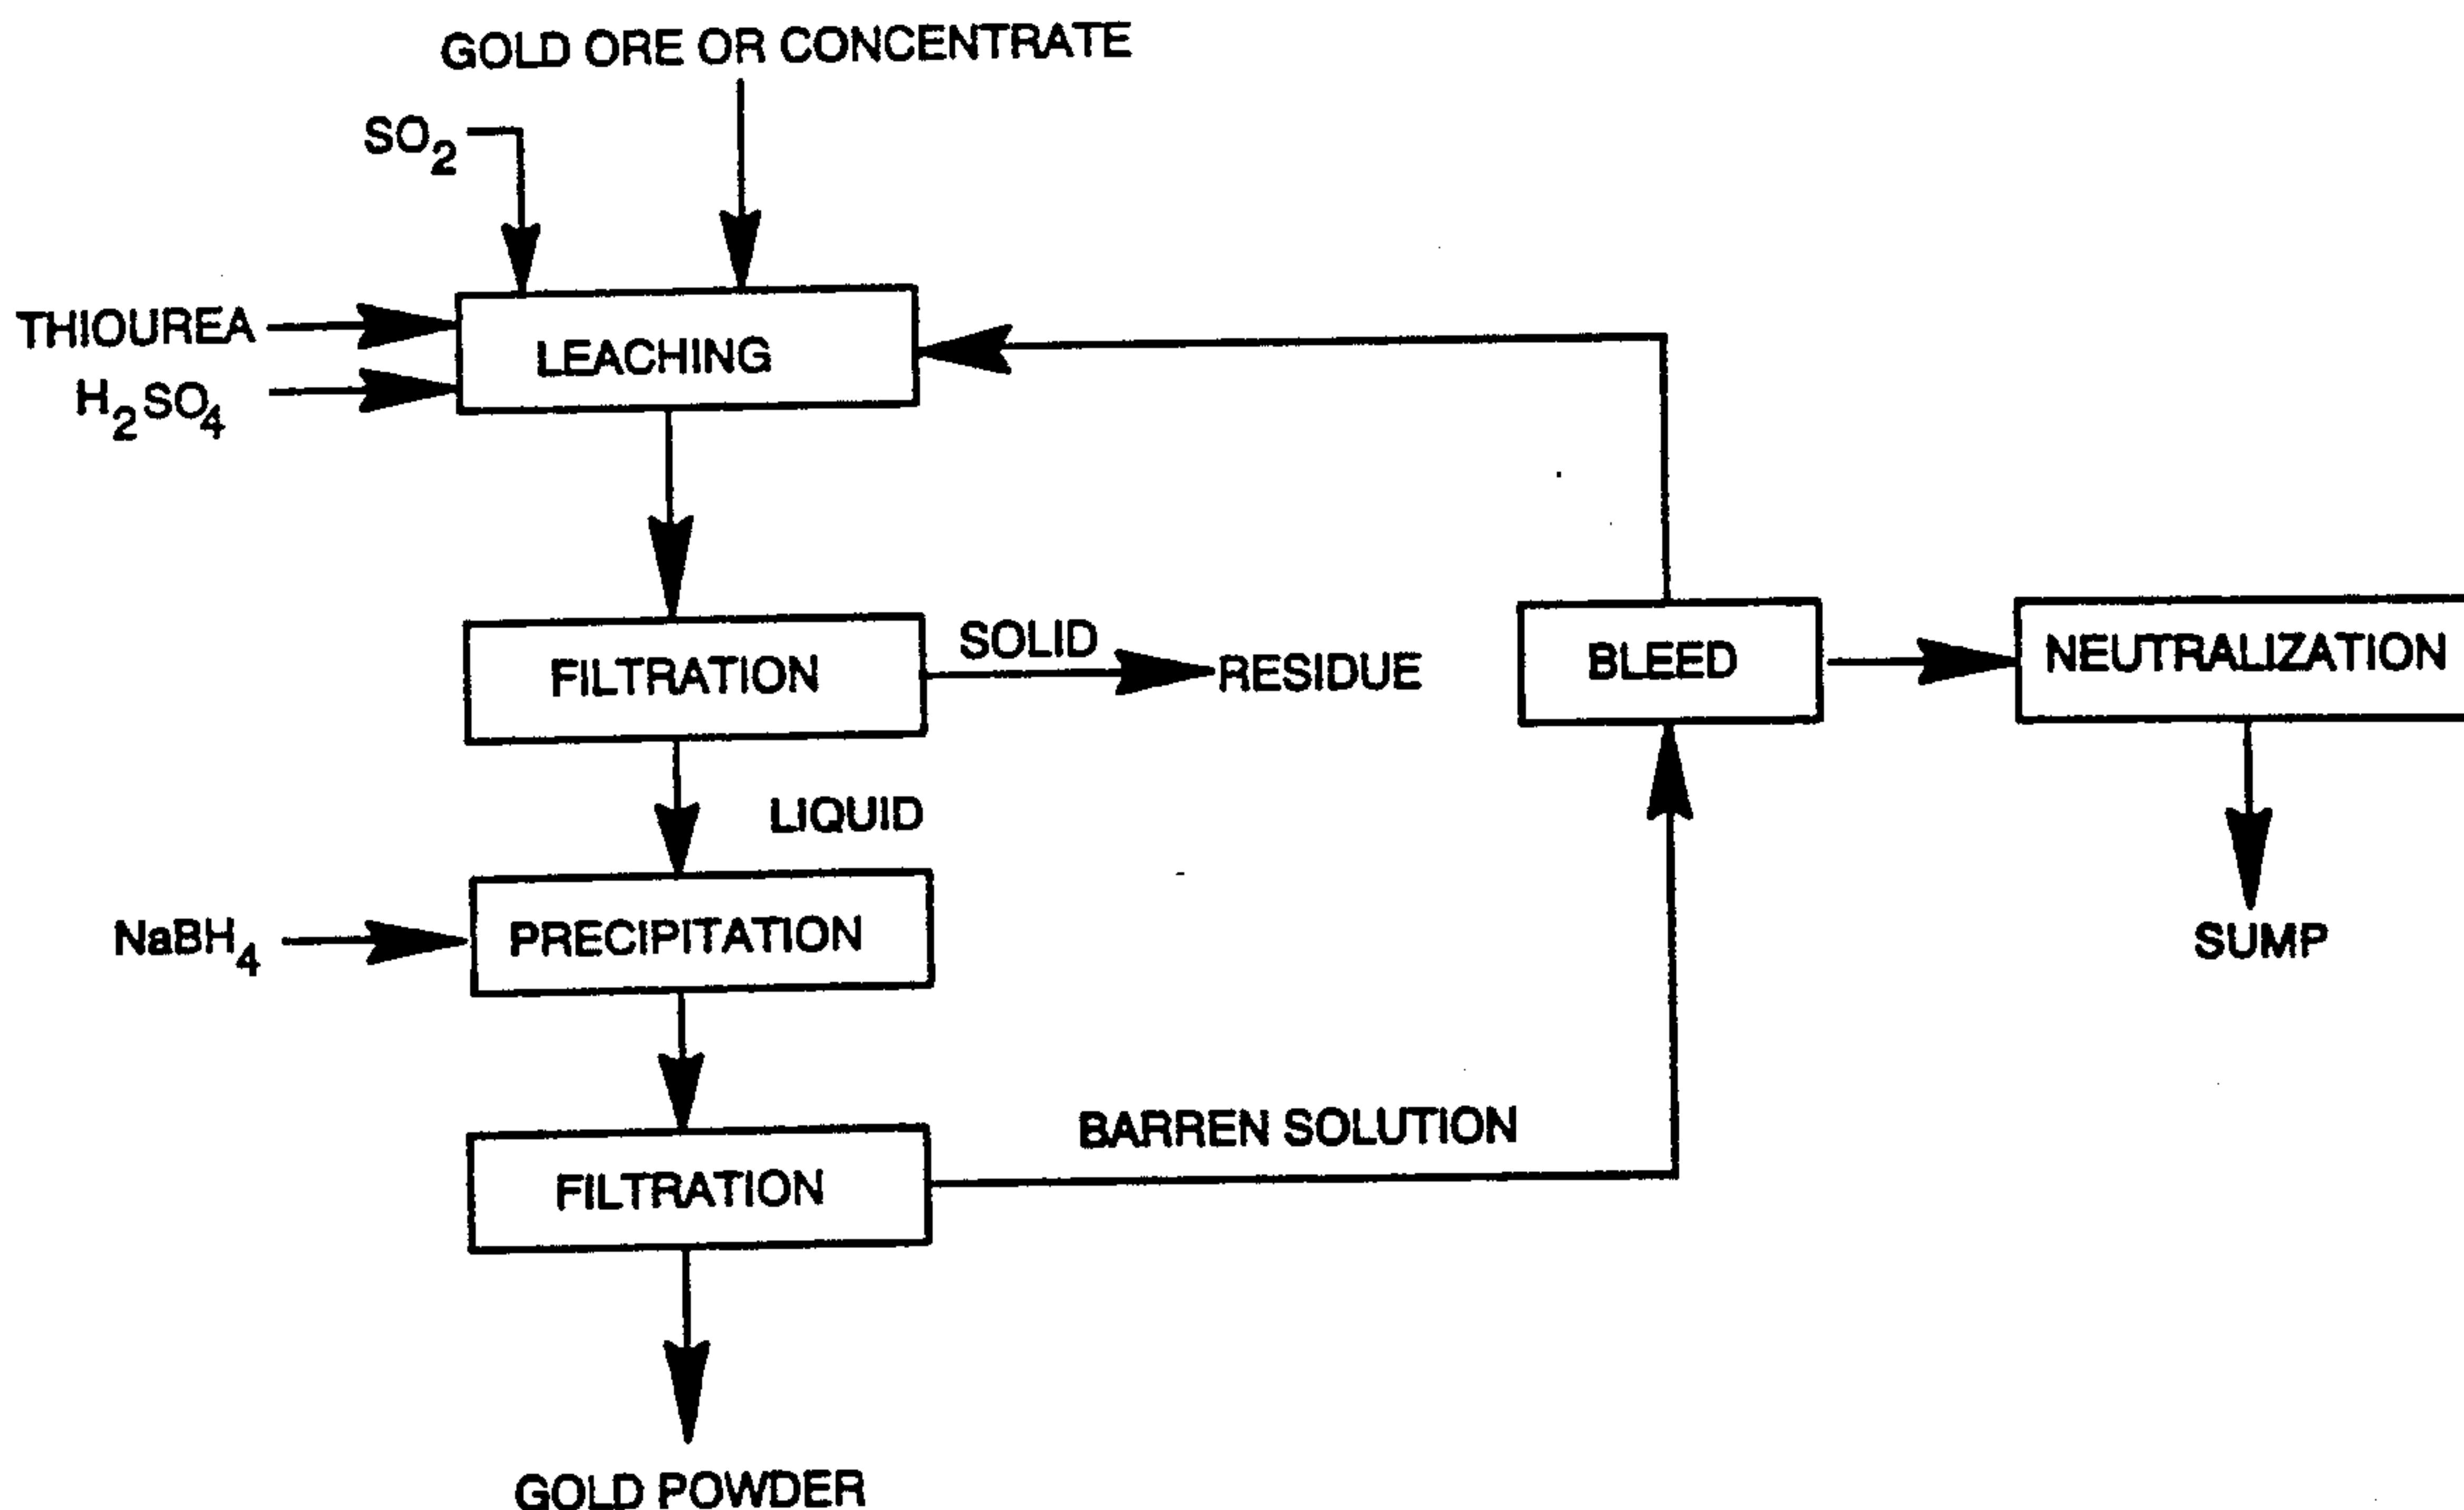 GOLD ORE OR CONCENTRATE
SO2
THIOUREA
LEACHING
H2SO4
FILTRATION
SOLID
RESIDUE
BLEED
NEUTRALIZATION
LIQUID
NaBH4
PRECIPITATION
SUMP
BARREN SOLUTION
FILTRATION
GOLD POWDER